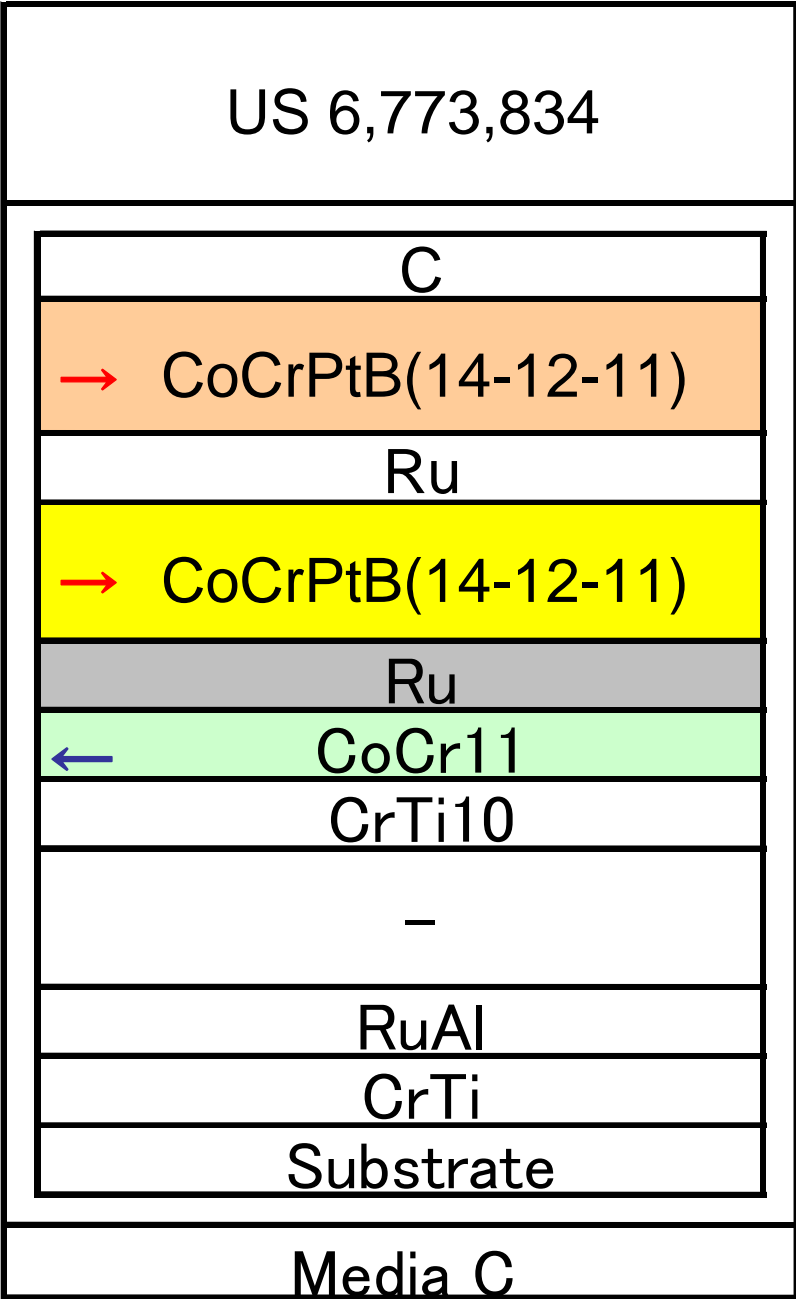 US 6,773,834
C
→ CoCrPtB(14-12-11)
Ru
→ CoCrPtB(14-12-11)
Ru
← CoCr11
CrTi10
–
RuAl
CrTi
Substrate
Media C